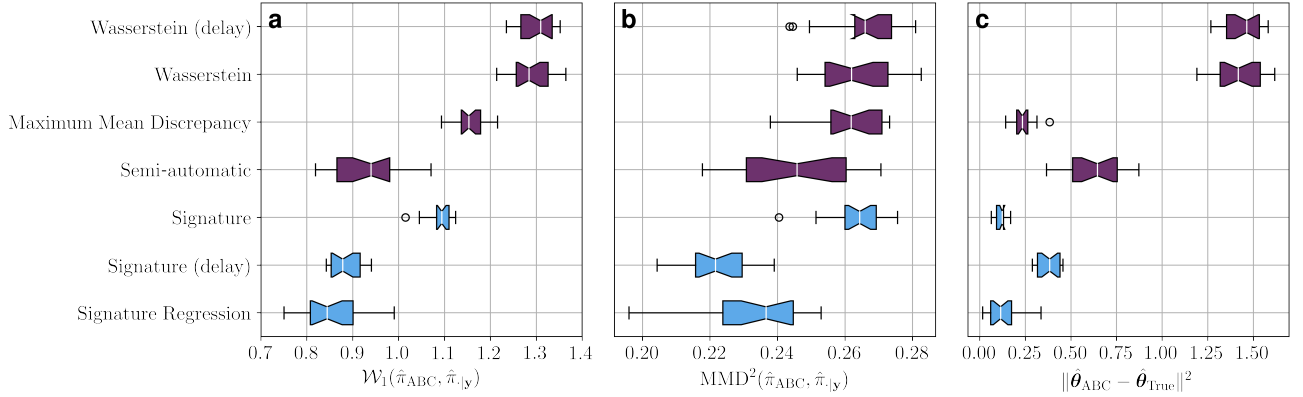 a b c
Wasserstein (delay)
Wasserstein
Maximum Mean Discrepancy
Semi-automatic
Signature
Signature (delay)
Signature Regression
0.7 0.8 0.9 1.0 1.1 1.2 1.3 1.4 0.20 0.22 0.24 0.26 0.28 0.00 0.25 0.50 0.75 1.00 1.25 1.50
𝒲₁(π̂_ABC, π̂_·|𝐲) MMD²(π̂_ABC, π̂_·|𝐲) ‖𝜽̂_ABC − 𝜽̂_True‖²